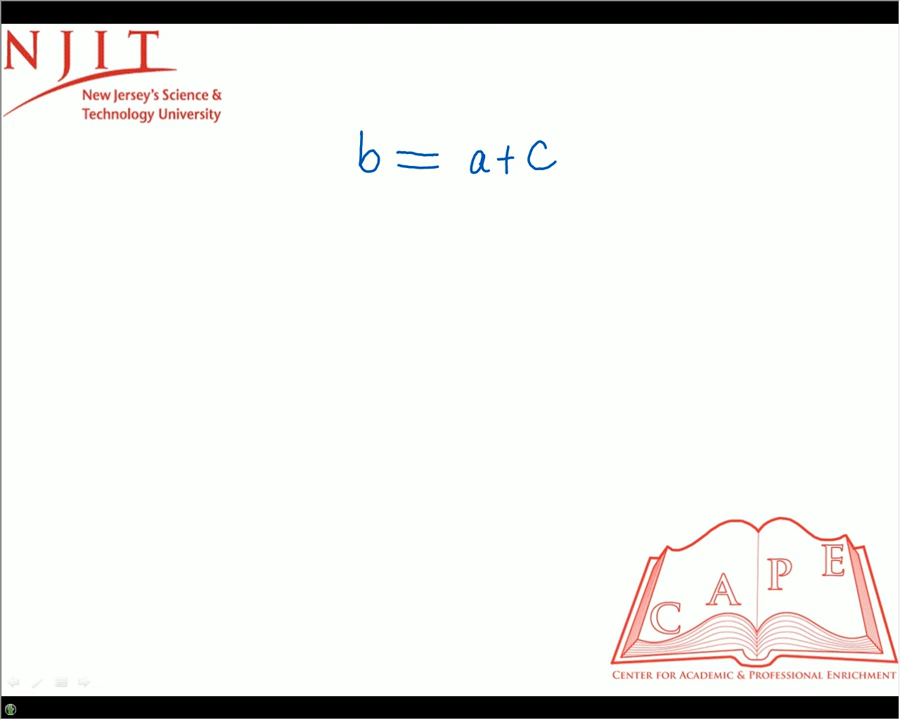 NJIT
New Jersey's Science &
Technology University
b = a + c
C A P E
CENTER FOR ACADEMIC & PROFESSIONAL ENRICHMENT